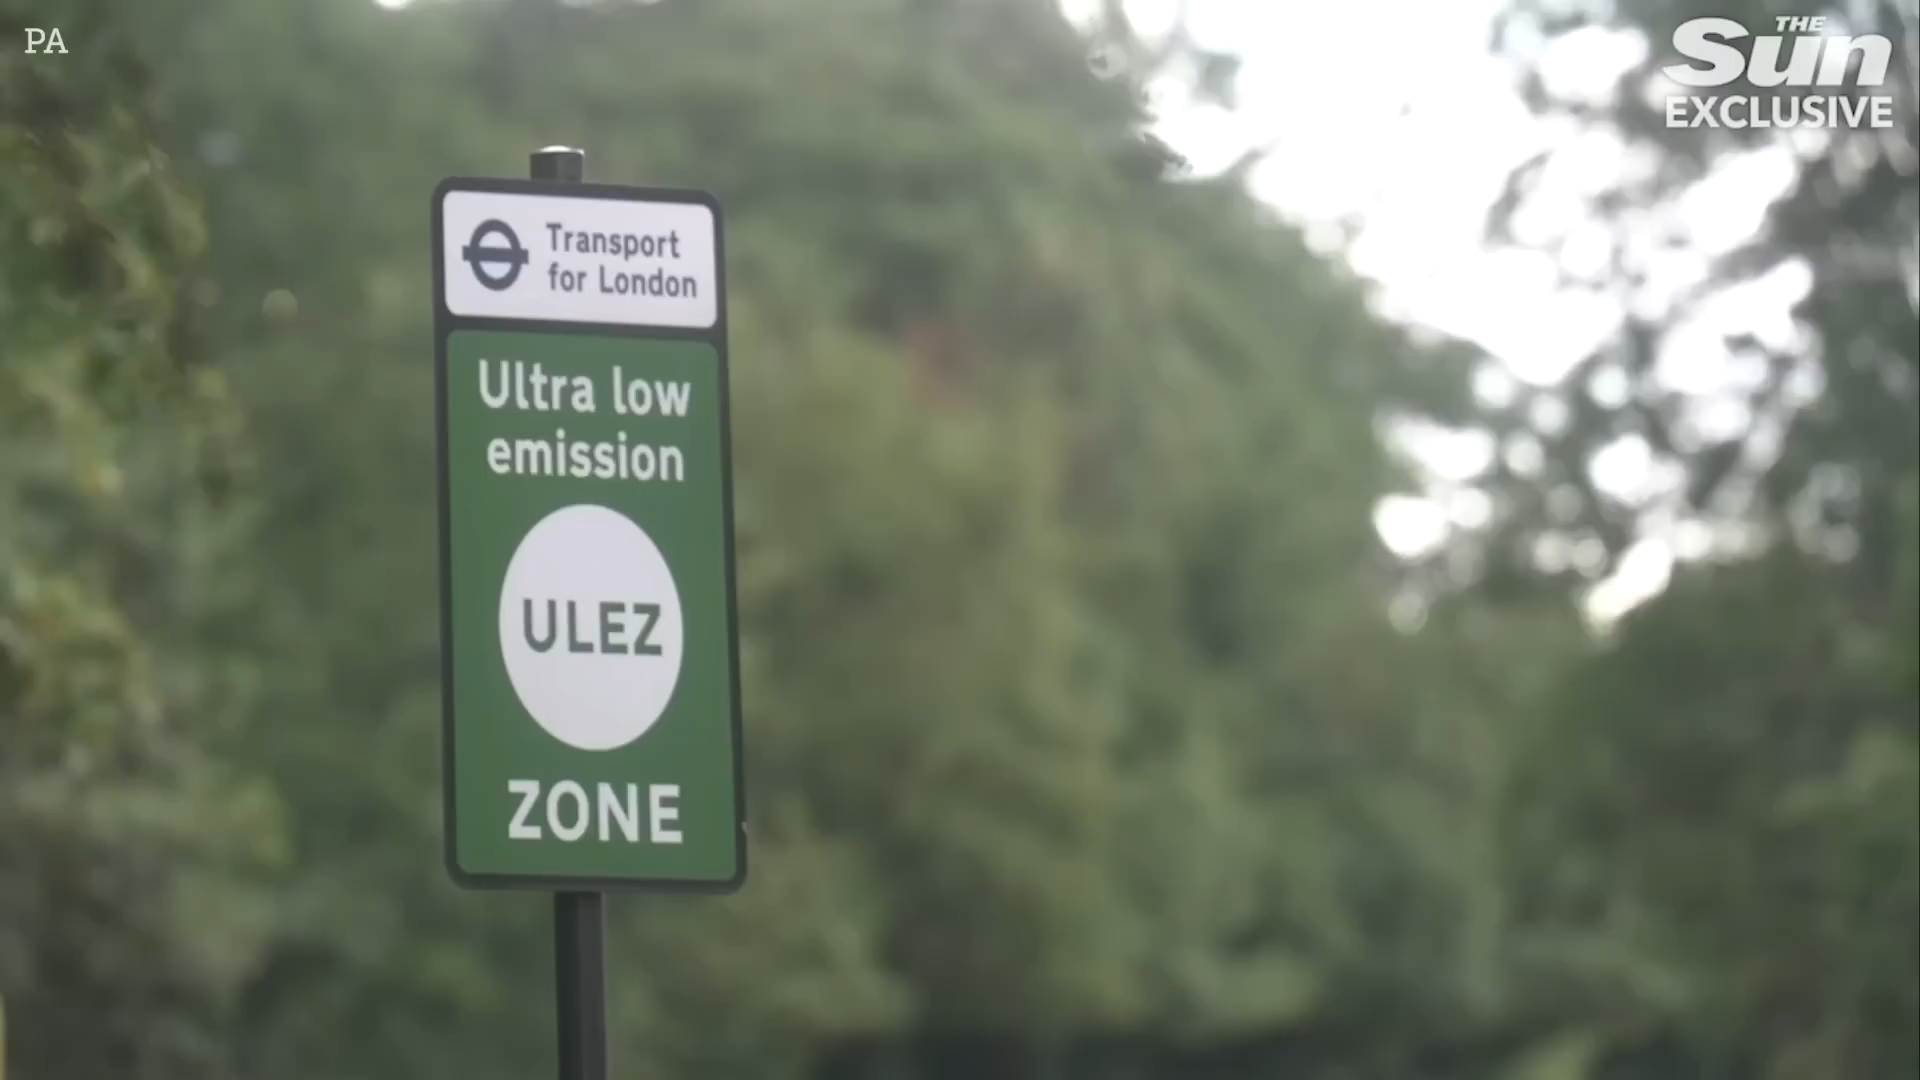 PA
THE
Sun
EXCLUSIVE
Transport
for London
Ultra low
emission
ULEZ
ZONE